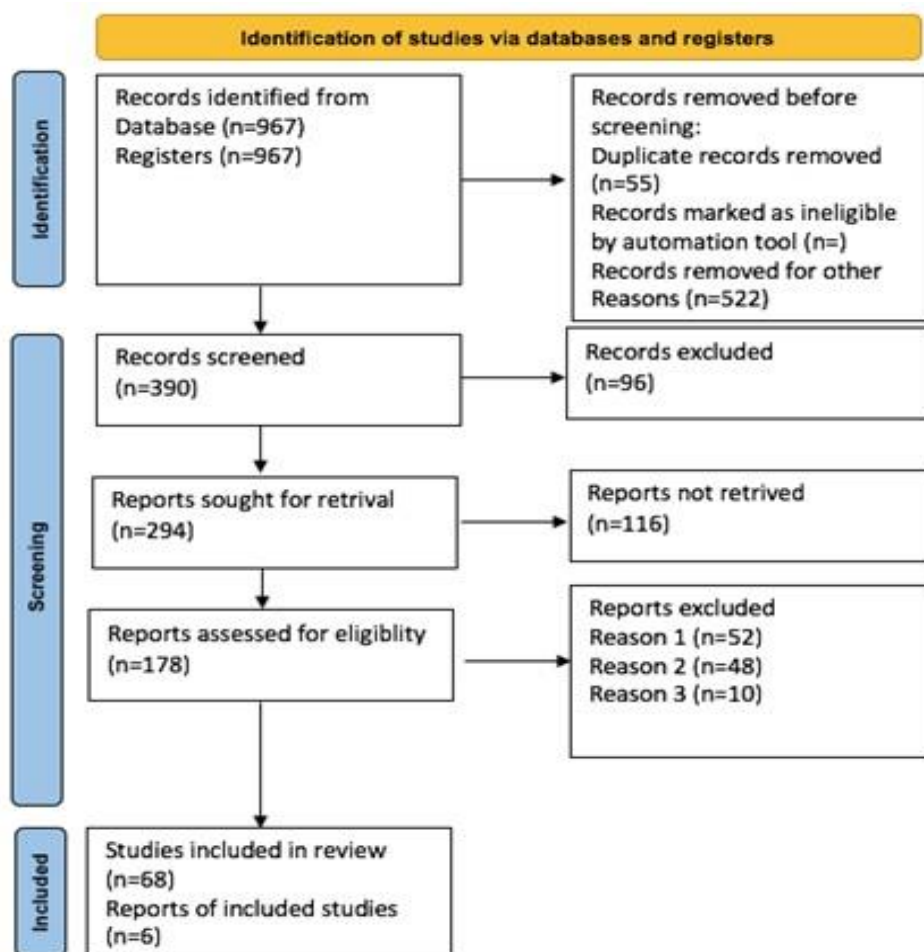 Identification of studies via databases and registers
Identification
Records identified from
Database (n=967)
Registers (n=967)
Records removed before
screening:
Duplicate records removed
(n=55)
Records marked as ineligible
by automation tool (n=)
Records removed for other
Reasons (n=522)
Screening
Records screened
(n=390)
Records excluded
(n=96)
Reports sought for retrival
(n=294)
Reports not retrived
(n=116)
Reports assessed for eligiblity
(n=178)
Reports excluded
Reason 1 (n=52)
Reason 2 (n=48)
Reason 3 (n=10)
Included
Studies included in review
(n=68)
Reports of included studies
(n=6)